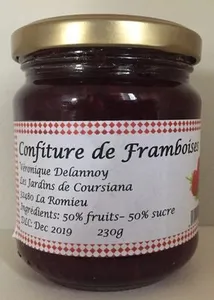 Confiture de Framboises
Véronique Delannoy
Les Jardins de Coursiana
32480 La Romieu
Ingrédients: 50% fruits- 50% sucre
DLC: Dec 2019 230g